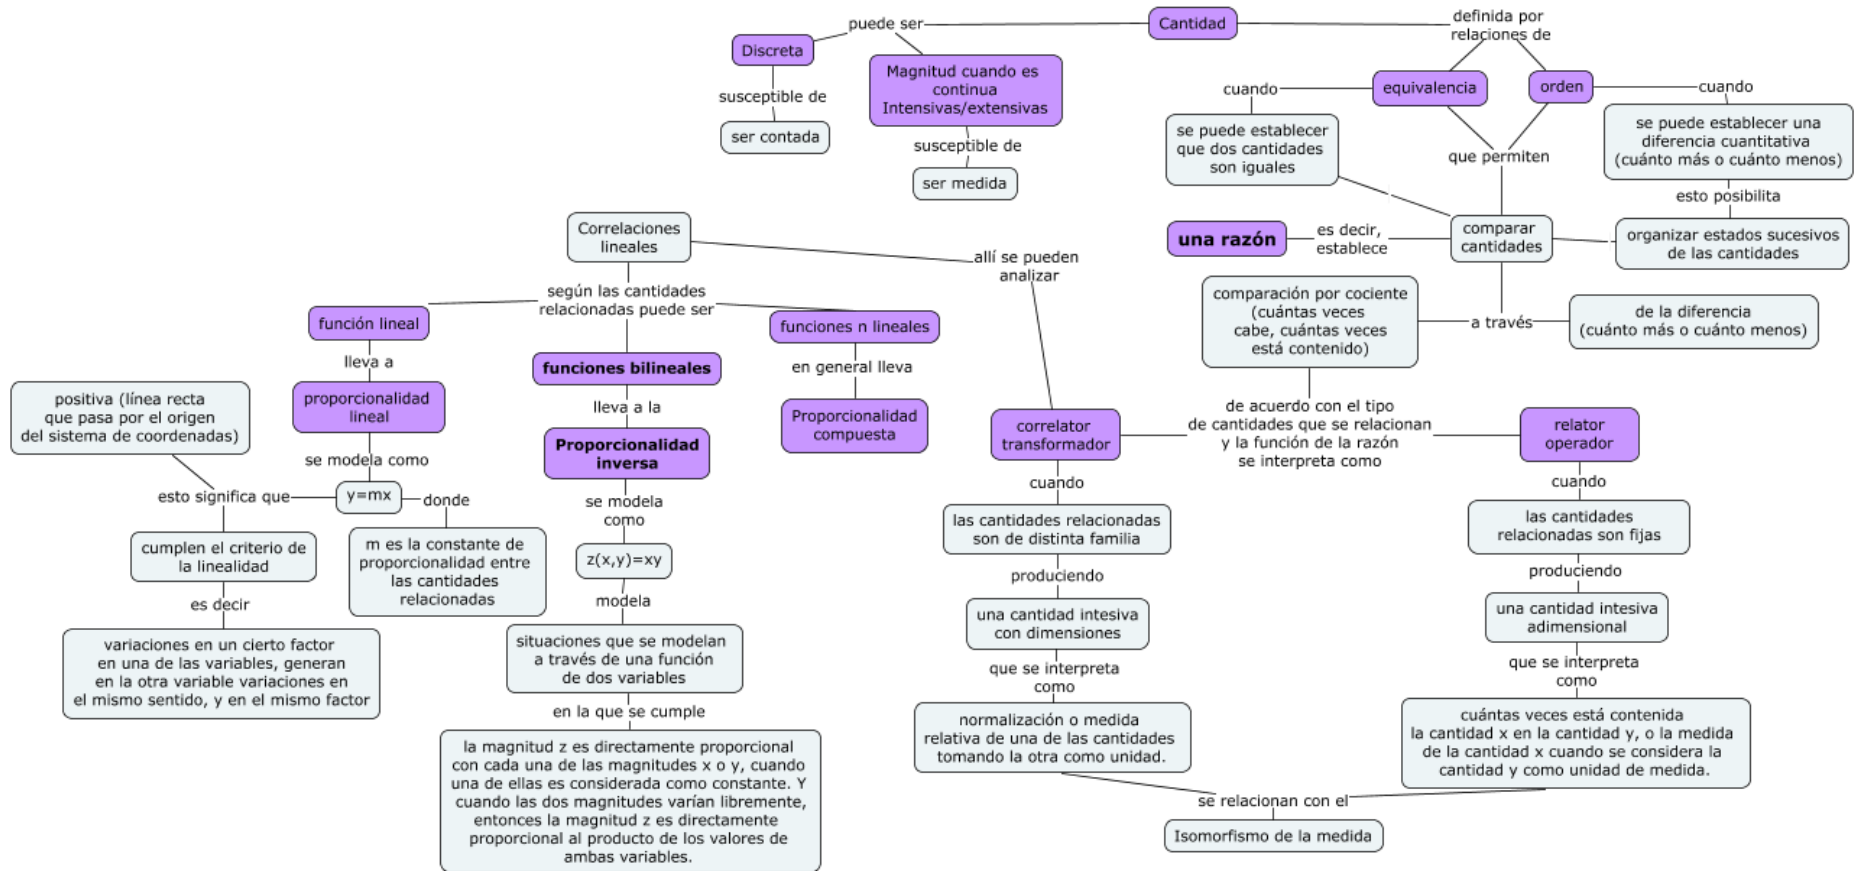 Cantidad
puede ser
Discreta
susceptible de
ser contada
Magnitud cuando es
continua
Intensivas/extensivas
susceptible de
ser medida
definida por
relaciones de
equivalencia
orden
cuando
se puede establecer
que dos cantidades
son iguales
cuando
se puede establecer una
diferencia cuantitativa
(cuánto más o cuánto menos)
esto posibilita
organizar estados sucesivos
de las cantidades
que permiten
comparar
cantidades
es decir,
establece
una razón
a través
de la diferencia
(cuánto más o cuánto menos)
comparación por cociente
(cuántas veces
cabe, cuántas veces
está contenido)
de acuerdo con el tipo
de cantidades que se relacionan
y la función de la razón
se interpreta como
Correlaciones
lineales
allí se pueden
analizar
según las cantidades
relacionadas puede ser
función lineal
lleva a
proporcionalidad
lineal
se modela como
y=mx
esto significa que
positiva (línea recta
que pasa por el origen
del sistema de coordenadas)
cumplen el criterio de
la linealidad
es decir
variaciones en un cierto factor
en una de las variables, generan
en la otra variable variaciones en
el mismo sentido, y en el mismo factor
donde
m es la constante de
proporcionalidad entre
las cantidades
relacionadas
funciones bilineales
lleva a la
Proporcionalidad
inversa
se modela
como
z(x,y)=xy
modela
situaciones que se modelan
a través de una función
de dos variables
en la que se cumple
la magnitud z es directamente proporcional
con cada una de las magnitudes x o y, cuando
una de ellas es considerada como constante. Y
cuando las dos magnitudes varían libremente,
entonces la magnitud z es directamente
proporcional al producto de los valores de
ambas variables.
funciones n lineales
en general lleva
Proporcionalidad
compuesta
correlator
transformador
cuando
las cantidades relacionadas
son de distinta familia
produciendo
una cantidad intesiva
con dimensiones
que se interpreta
como
normalización o medida
relativa de una de las cantidades
tomando la otra como unidad.
relator
operador
cuando
las cantidades
relacionadas son fijas
produciendo
una cantidad intesiva
adimensional
que se interpreta
como
cuántas veces está contenida
la cantidad x en la cantidad y, o la medida
de la cantidad x cuando se considera la
cantidad y como unidad de medida.
se relacionan con el
Isomorfismo de la medida